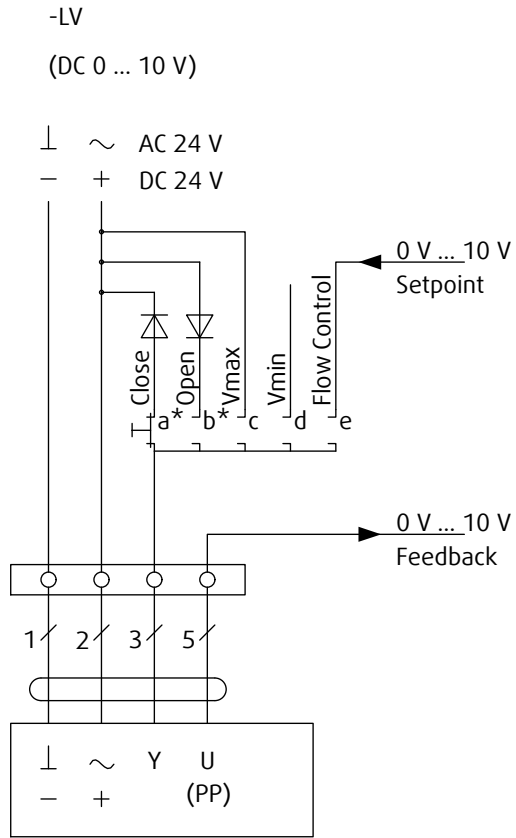 -LV
(DC 0 ... 10 V)
⊥ ~ AC 24 V
− + DC 24 V
0 V ... 10 V
Setpoint
Close
Open
Vmax
Vmin
Flow Control
a* b* c d e
0 V ... 10 V
Feedback
1 2 3 5
⊥ ~ Y U
− + (PP)